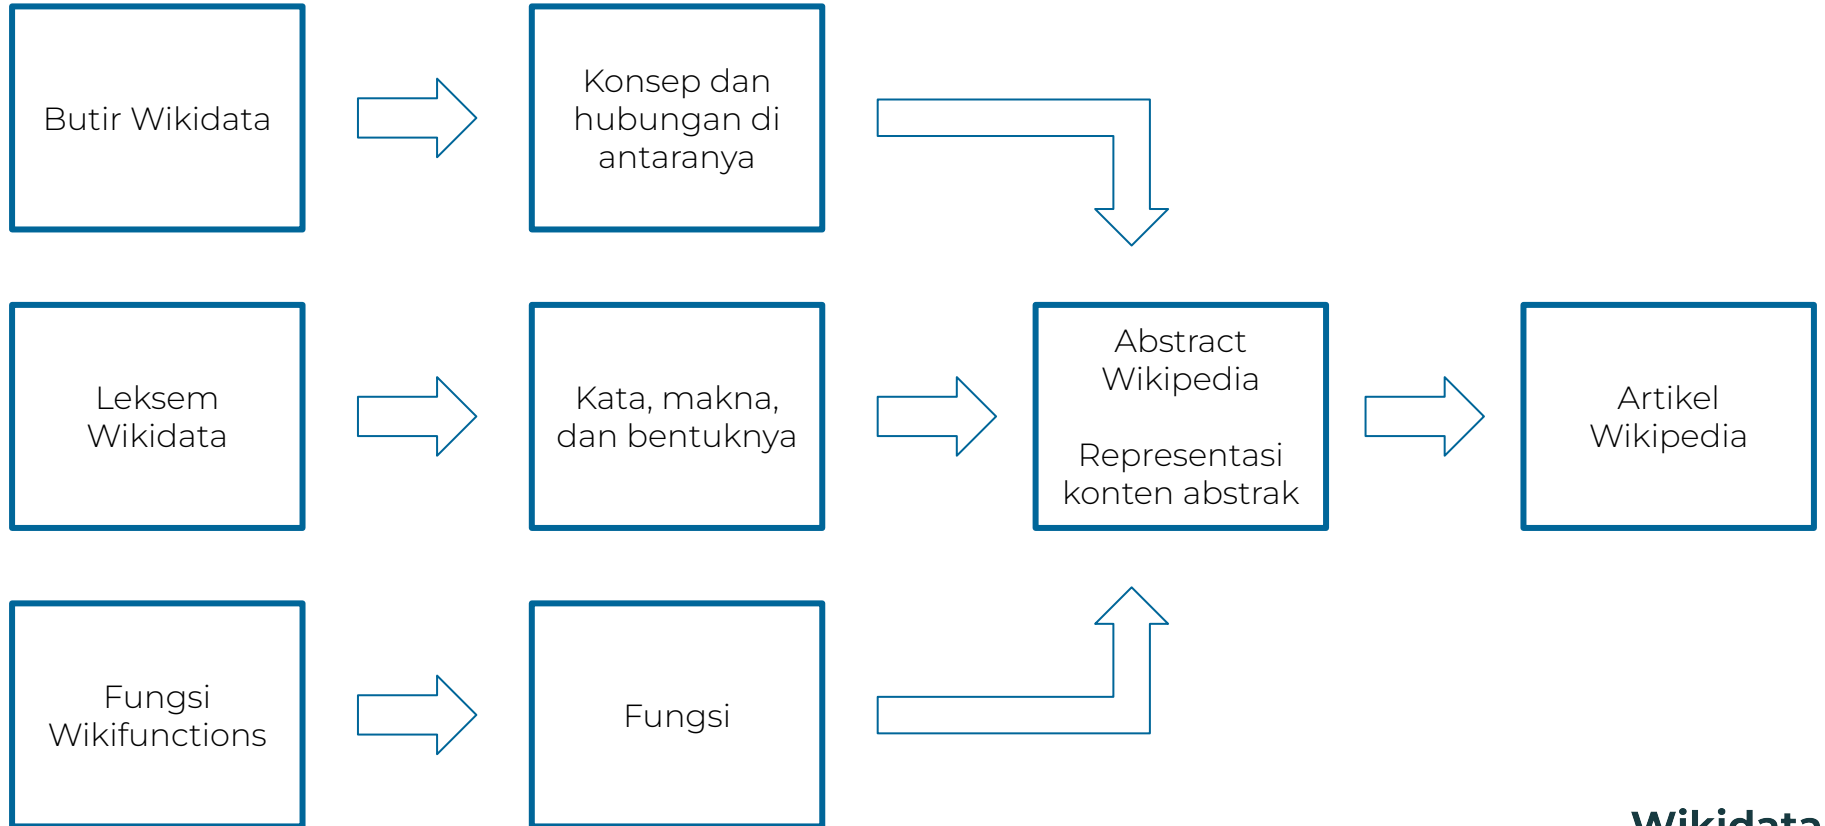 Butir Wikidata
Konsep dan
hubungan di
antaranya
Leksem
Wikidata
Kata, makna,
dan bentuknya
Abstract
Wikipedia
Representasi
konten abstrak
Artikel
Wikipedia
Fungsi
Wikifunctions
Fungsi
Wikidata